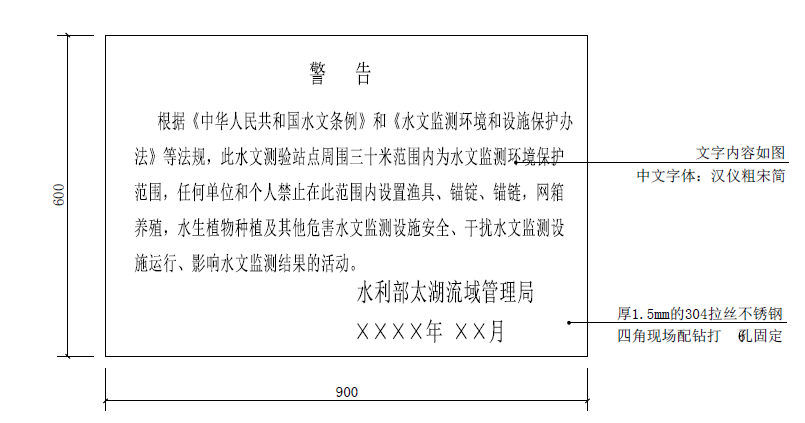 警 告
根据《中华人民共和国水文条例》和《水文监测环境和设施保护办
法》等法规，此水文测验站点周围三十米范围内为水文监测环境保护
范围，任何单位和个人禁止在此范围内设置渔具、锚锭、锚链，网箱
养殖，水生植物种植及其他危害水文监测设施安全、干扰水文监测设
施运行、影响水文监测结果的活动。
水利部太湖流域管理局
××××年 ××月
文字内容如图
中文字体：汉仪粗宋简
厚1.5mm的304拉丝不锈钢
四角现场配钻打 孔固定
600
900